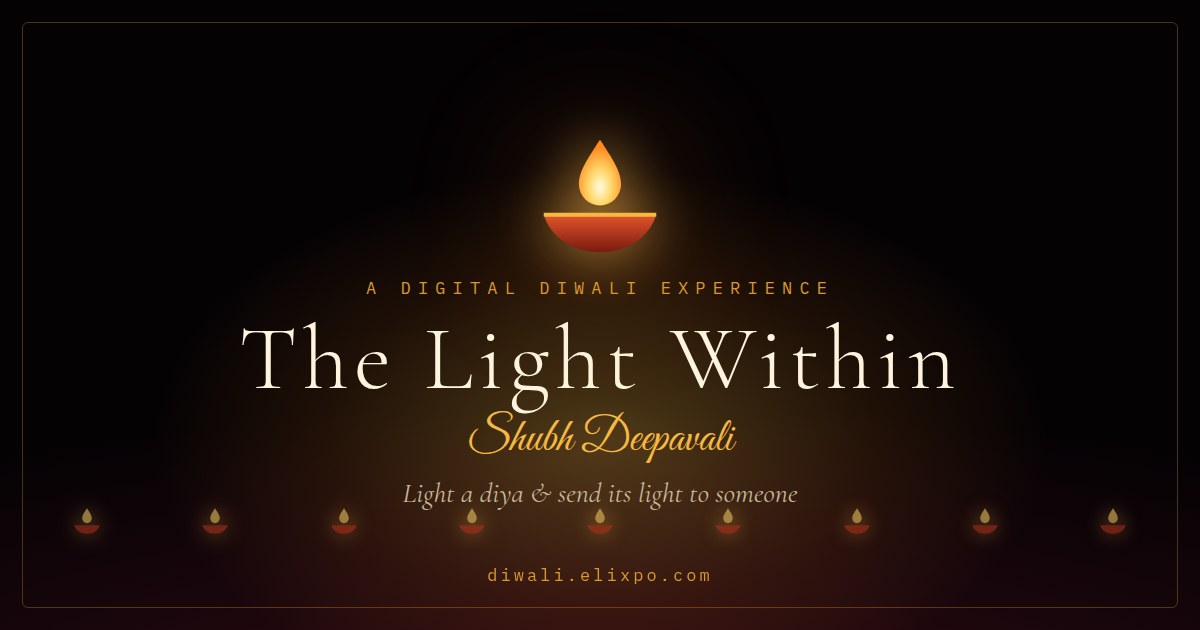 A DIGITAL DIWALI EXPERIENCE
The Light Within
Shubh Deepavali
Light a diya & send its light to someone
diwali.elixpo.com